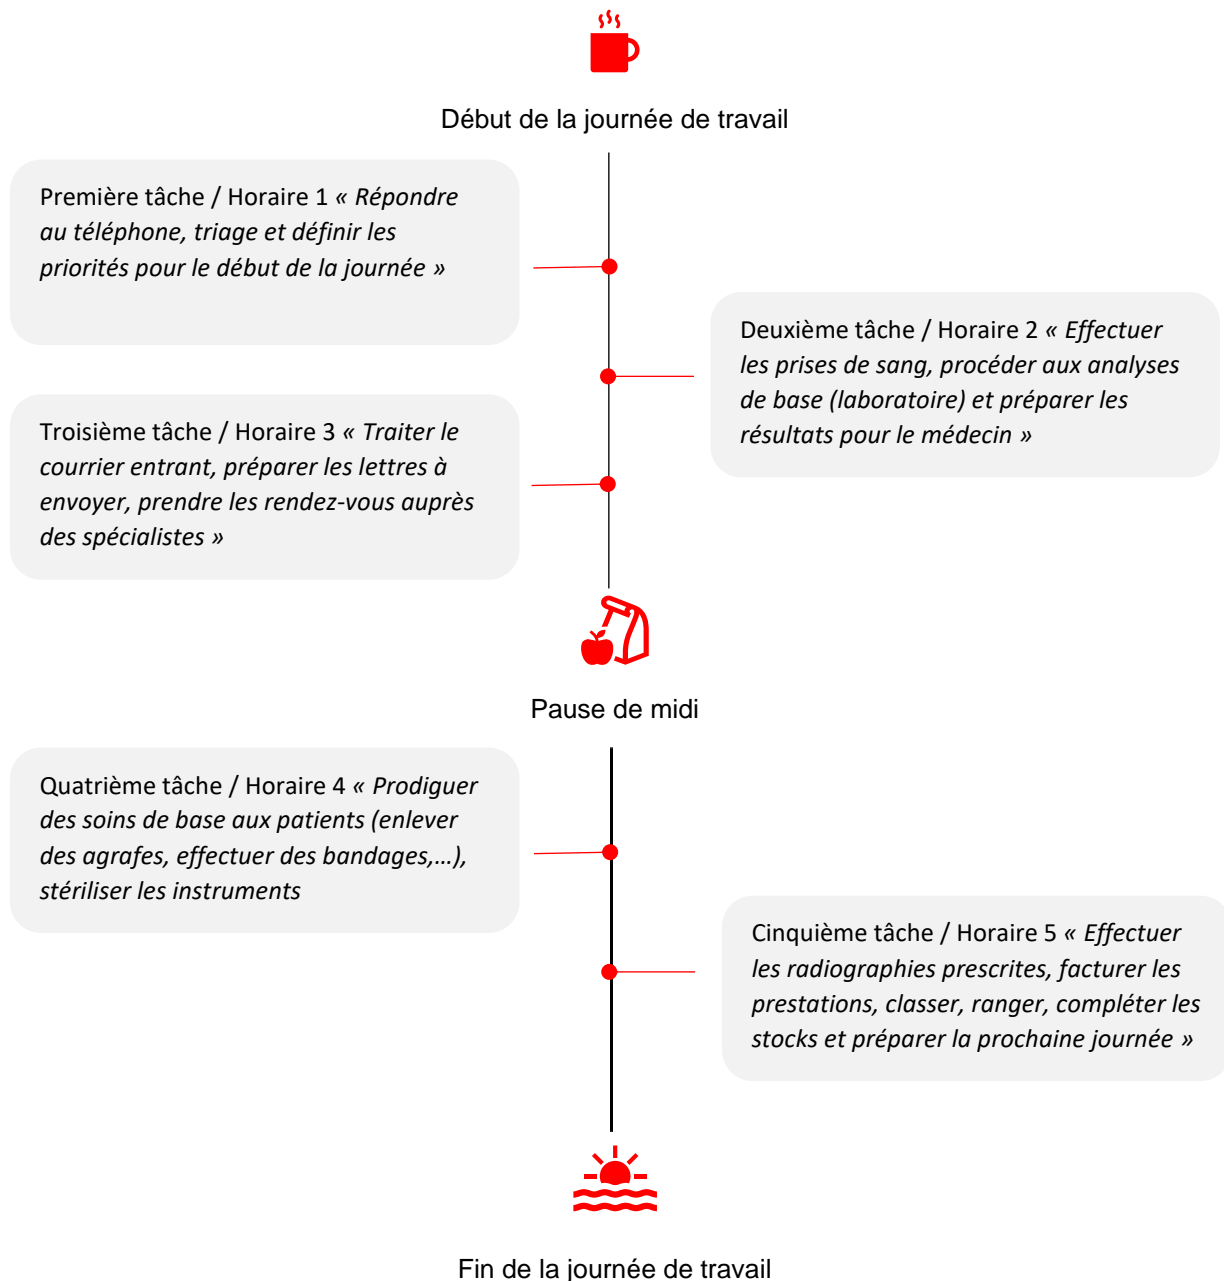 Début de la journée de travail
Première tâche / Horaire 1 « Répondre
au téléphone, triage et définir les
priorités pour le début de la journée »
Deuxième tâche / Horaire 2 « Effectuer
les prises de sang, procéder aux analyses
de base (laboratoire) et préparer les
résultats pour le médecin »
Troisième tâche / Horaire 3 « Traiter le
courrier entrant, préparer les lettres à
envoyer, prendre les rendez-vous auprès
des spécialistes »
Pause de midi
Quatrième tâche / Horaire 4 « Prodiguer
des soins de base aux patients (enlever
des agrafes, effectuer des bandages,...),
stériliser les instruments
Cinquième tâche / Horaire 5 « Effectuer
les radiographies prescrites, facturer les
prestations, classer, ranger, compléter les
stocks et préparer la prochaine journée »
Fin de la journée de travail